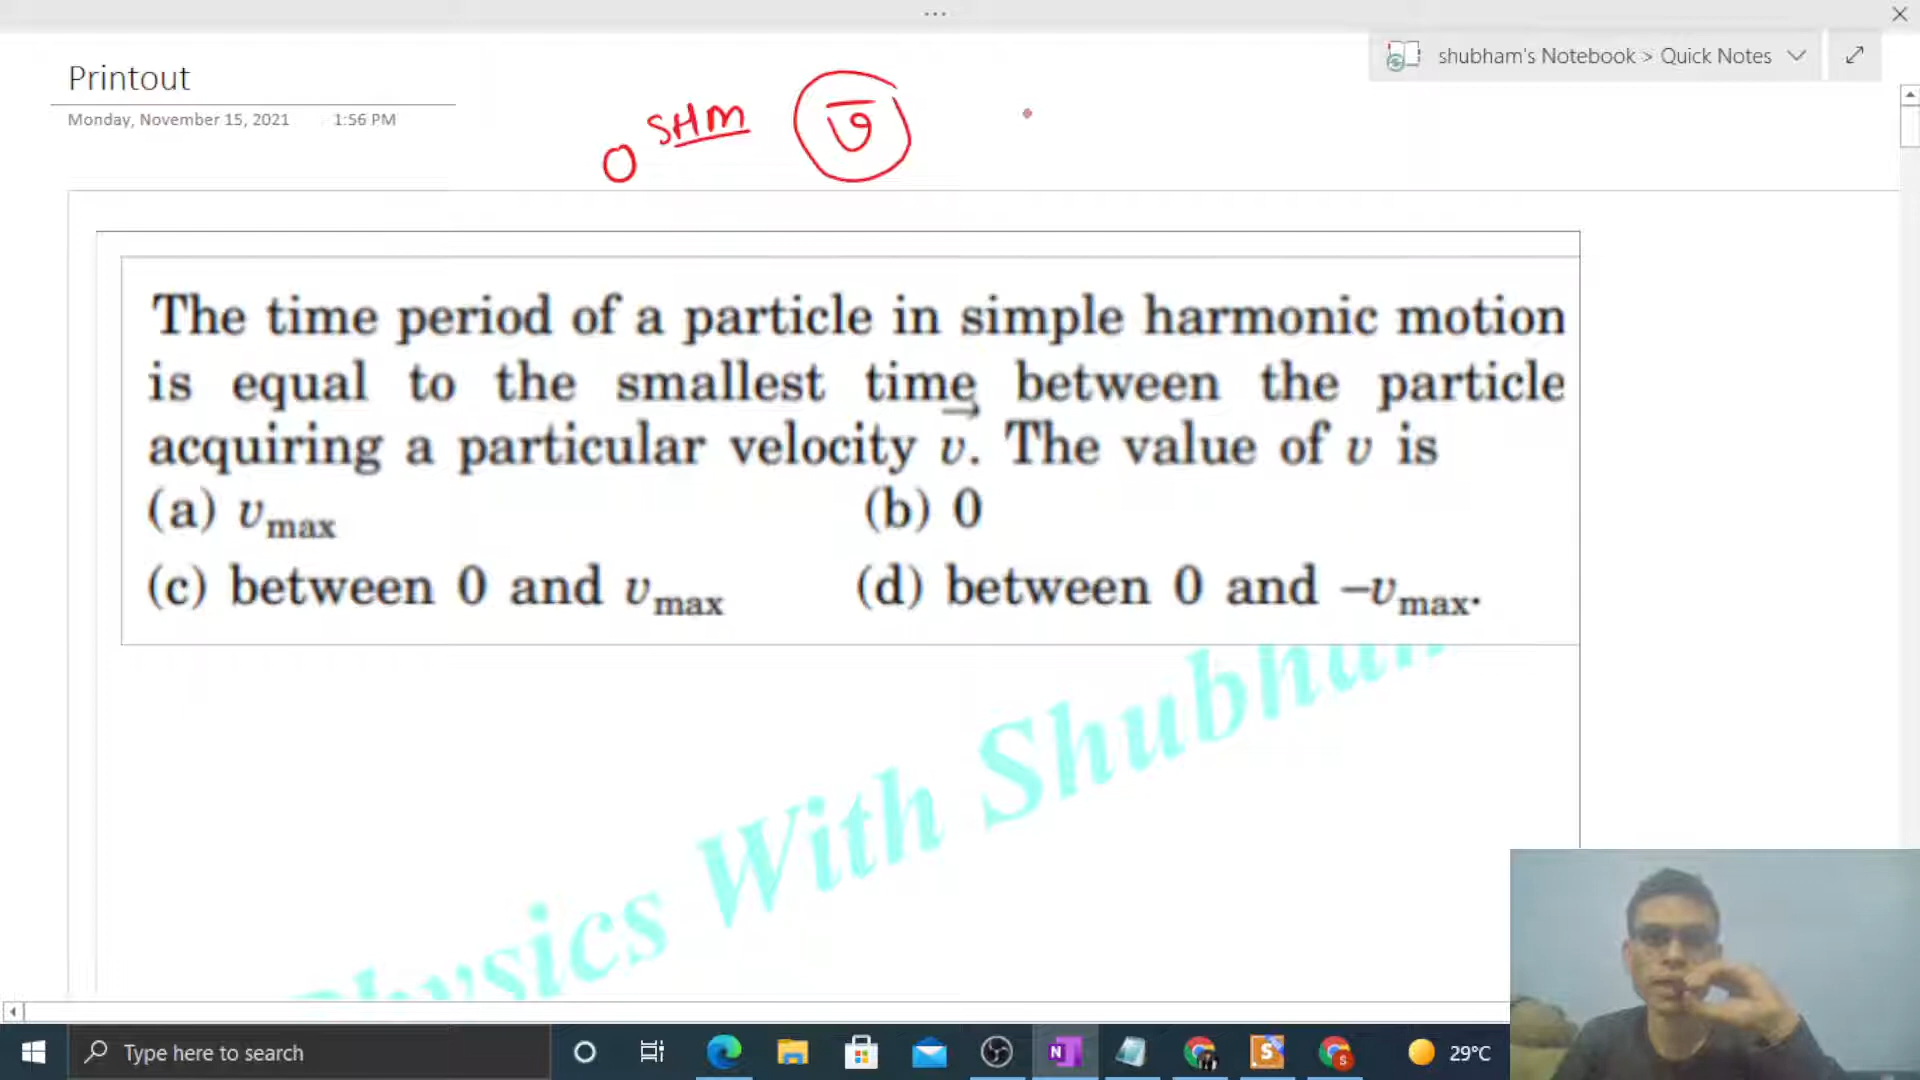 ...
shubham's Notebook > Quick Notes
Printout
Monday, November 15, 2021 1:56 PM
SHM v̅
O
The time period of a particle in simple harmonic motion
is equal to the smallest time between the particle
acquiring a particular velocity v⃗. The value of v is
(a) vmax (b) 0
(c) between 0 and vmax (d) between 0 and –vmax.
Physics With Shubham
Type here to search
29°C